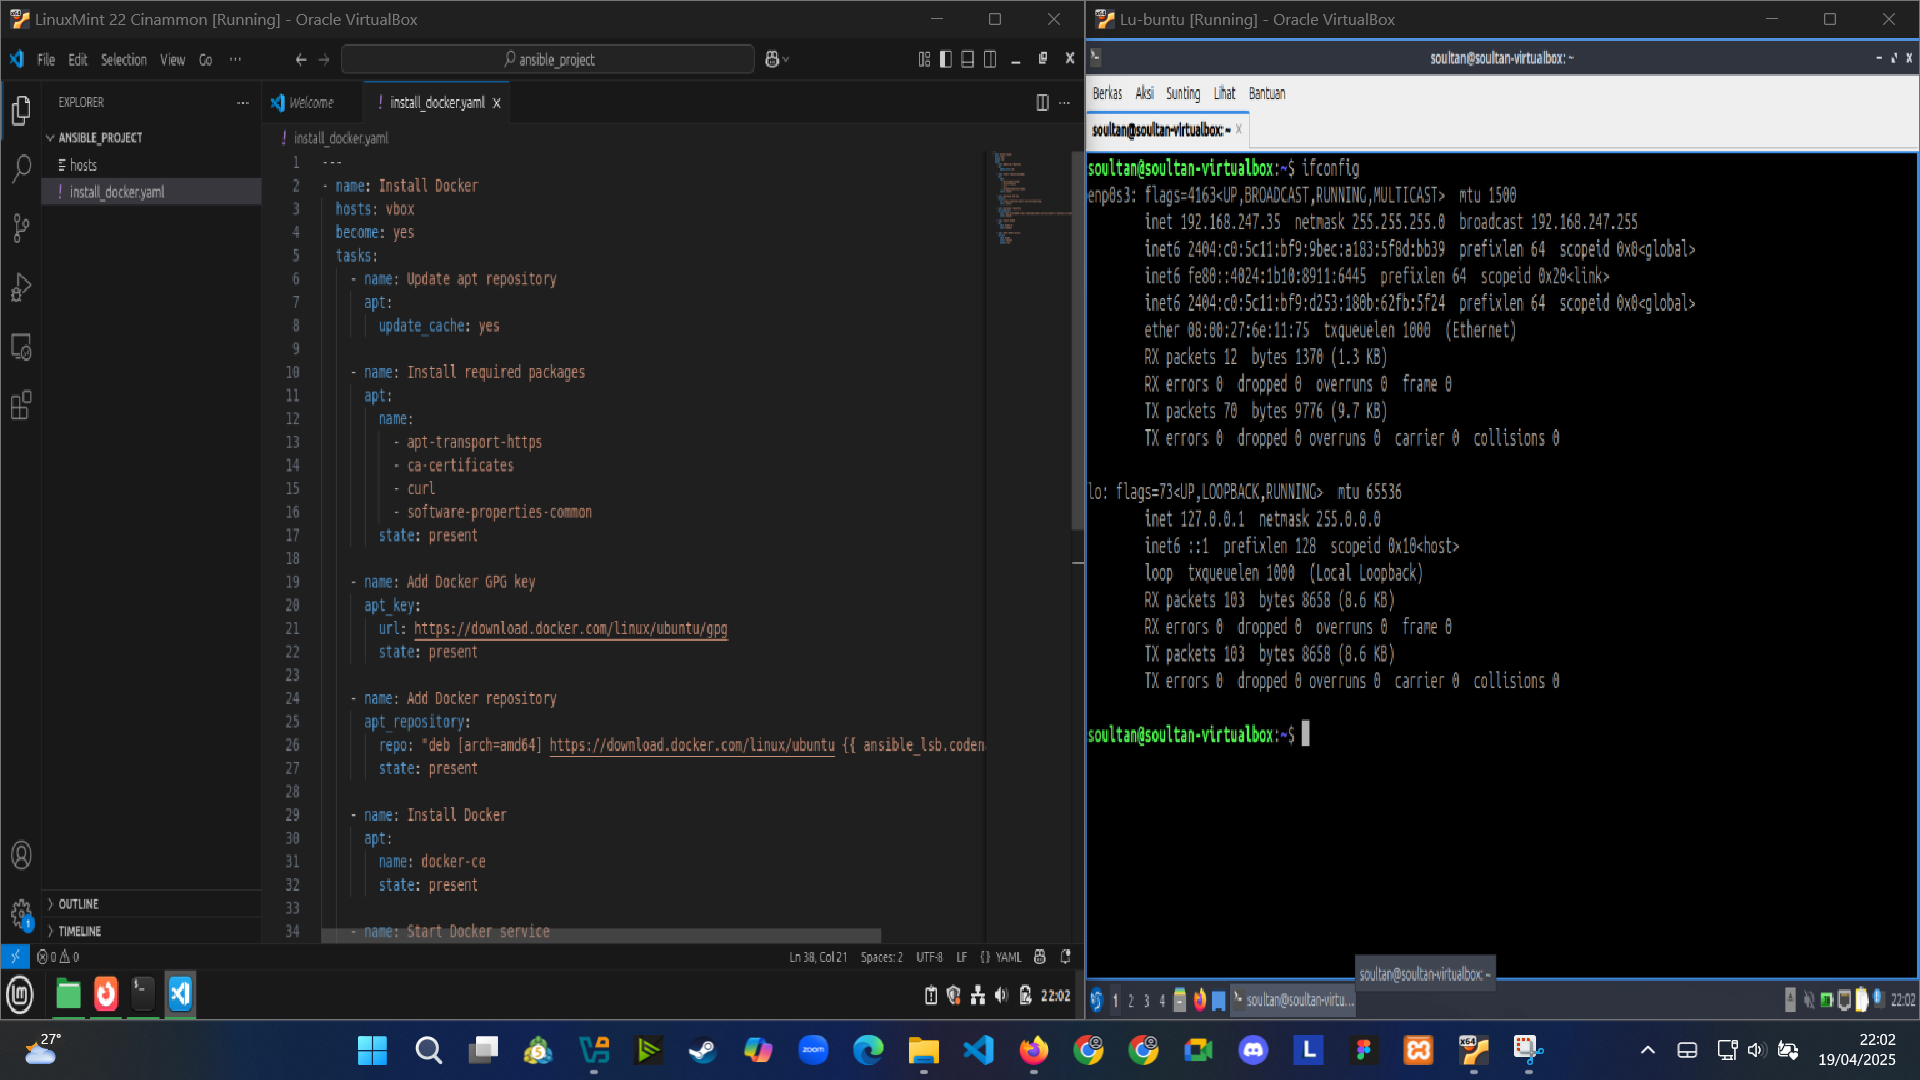 LinuxMint 22 Cinammon [Running] - Oracle VirtualBox
File Edit Selection View Go ···
ansible_project
EXPLORER
Welcome
! install_docker.yaml
ANSIBLE_PROJECT
hosts
! install_docker.yaml
! install_docker.yaml
1 ---
2 - name: Install Docker
3 hosts: vbox
4 become: yes
5 tasks:
6 - name: Update apt repository
7 apt:
8 update_cache: yes
9
10 - name: Install required packages
11 apt:
12 name:
13 - apt-transport-https
14 - ca-certificates
15 - curl
16 - software-properties-common
17 state: present
18
19 - name: Add Docker GPG key
20 apt_key:
21 url: https://download.docker.com/linux/ubuntu/gpg
22 state: present
23
24 - name: Add Docker repository
25 apt_repository:
26 repo: "deb [arch=amd64] https://download.docker.com/linux/ubuntu {{ ansible_lsb.coden
27 state: present
28
29 - name: Install Docker
30 apt:
31 name: docker-ce
32 state: present
33
34 - name: Start Docker service
OUTLINE
TIMELINE
1
0 0
Ln 38, Col 21 Spaces: 2 UTF-8 LF {} YAML
22:02
Lu-buntu [Running] - Oracle VirtualBox
soultan@soultan-virtualbox: ~
Berkas Aksi Sunting Lihat Bantuan
soultan@soultan-virtualbox: ~
soultan@soultan-virtualbox:~$ ifconfig
enp0s3: flags=4163<UP,BROADCAST,RUNNING,MULTICAST> mtu 1500
inet 192.168.247.35 netmask 255.255.255.0 broadcast 192.168.247.255
inet6 2404:c0:5c11:bf9:9bec:a183:5f8d:bb39 prefixlen 64 scopeid 0x0<global>
inet6 fe80::4024:1b10:8911:6445 prefixlen 64 scopeid 0x20<link>
inet6 2404:c0:5c11:bf9:d253:180b:62fb:5f24 prefixlen 64 scopeid 0x0<global>
ether 08:00:27:6e:11:75 txqueuelen 1000 (Ethernet)
RX packets 12 bytes 1370 (1.3 KB)
RX errors 0 dropped 0 overruns 0 frame 0
TX packets 70 bytes 9776 (9.7 KB)
TX errors 0 dropped 0 overruns 0 carrier 0 collisions 0
lo: flags=73<UP,LOOPBACK,RUNNING> mtu 65536
inet 127.0.0.1 netmask 255.0.0.0
inet6 ::1 prefixlen 128 scopeid 0x10<host>
loop txqueuelen 1000 (Local Loopback)
RX packets 103 bytes 8658 (8.6 KB)
RX errors 0 dropped 0 overruns 0 frame 0
TX packets 103 bytes 8658 (8.6 KB)
TX errors 0 dropped 0 overruns 0 carrier 0 collisions 0
soultan@soultan-virtualbox:~$
soultan@soultan-virtualbox: ~
1 2 3 4
soultan@soultan-virtu...
22:02
27°
zoom
L
x64
22:02
19/04/2025